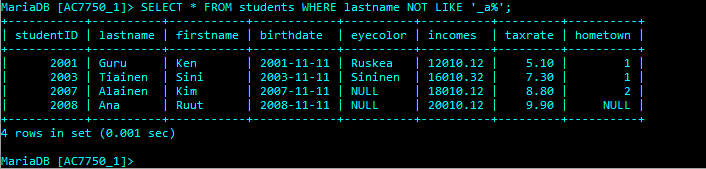 MariaDB [AC7750_1]> SELECT * FROM students WHERE lastname NOT LIKE '_a%';
+-----------+----------+-----------+------------+----------+----------+---------+----------+
| studentID | lastname | firstname | birthdate  | eyecolor | incomes  | taxrate | hometown |
+-----------+----------+-----------+------------+----------+----------+---------+----------+
|      2001 | Guru     | Ken       | 2001-11-11 | Ruskea   | 12010.12 |    5.10 |        1 |
|      2003 | Tiainen  | Sini      | 2003-11-11 | Sininen  | 16010.32 |    7.30 |        1 |
|      2007 | Alainen  | Kim       | 2007-11-11 | NULL     | 18010.12 |    8.80 |        2 |
|      2008 | Ana      | Ruut      | 2008-11-11 | NULL     | 20010.12 |    9.90 |     NULL |
+-----------+----------+-----------+------------+----------+----------+---------+----------+
4 rows in set (0.001 sec)
MariaDB [AC7750_1]>